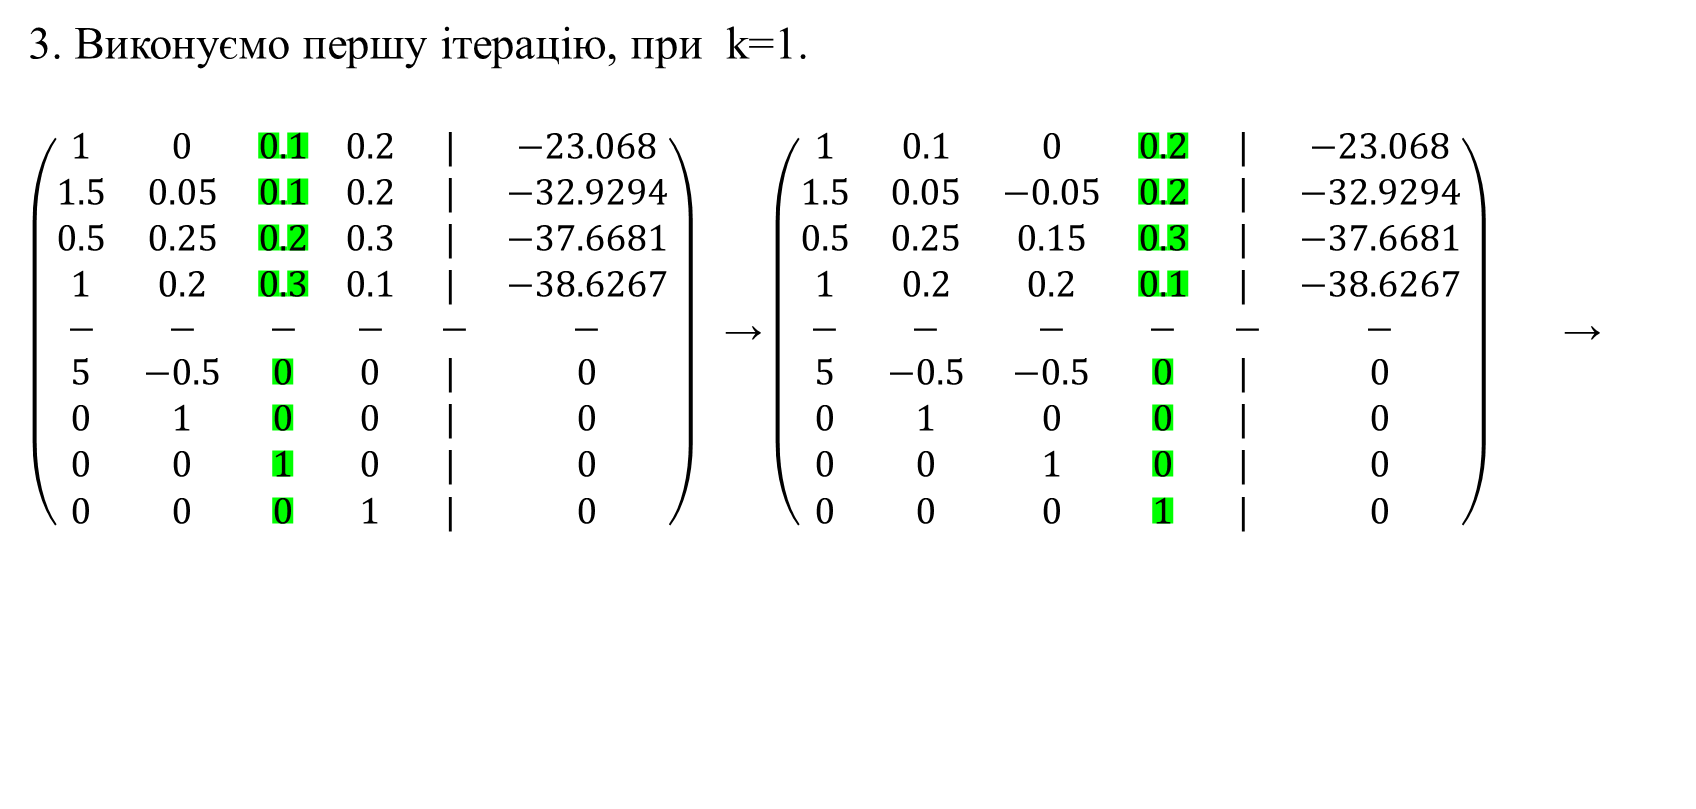 3. Виконуємо першу ітерацію, при k=1.
1 0 0.1 0.2 | −23.068 1 0.1 0 0.2 | −23.068
1.5 0.05 0.1 0.2 | −32.9294 1.5 0.05 −0.05 0.2 | −32.9294
0.5 0.25 0.2 0.3 | −37.6681 0.5 0.25 0.15 0.3 | −37.6681
1 0.2 0.3 0.1 | −38.6267 1 0.2 0.2 0.1 | −38.6267
− − − − − − → − − − − − − →
5 −0.5 0 0 | 0 5 −0.5 −0.5 0 | 0
0 1 0 0 | 0 0 1 0 0 | 0
0 0 1 0 | 0 0 0 1 0 | 0
0 0 0 1 | 0 0 0 0 1 | 0